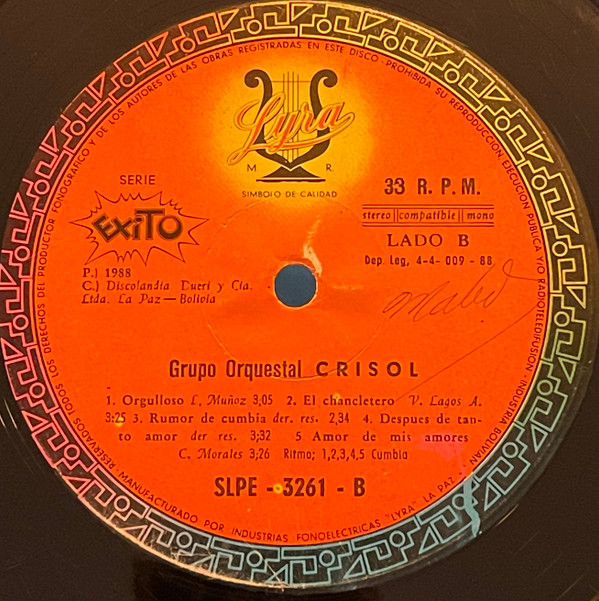 RESERVADOS TODOS LOS DERECHOS DEL PRODUCTOR FONOGRAFICO Y DE LOS AUTORES DE LAS OBRAS REGISTRADAS EN ESTE DISCO · PROHIBIDA SU REPRODUCCION EJECUCION PUBLICA Y/O RADIOTELEDIFUSION · INDUSTRIA BOLIVIANA
Lyra
M R.
SIMBOLO DE CALIDAD
SERIE
EXITO
33 R. P. M.
stereo || compatible || mono
LADO B
Dep. Leg, 4-4- 009 - 88
P.) 1988
C.) Discolandia Dueri y Cia.
Ltda. La Paz — Bolivia
Grupo Orquestal CRISOL
1. Orgulloso L, Muñoz 3,05 2. El chancletero V. Lagos A.
3:25 3. Rumor de cumbia der. res. 2,34 4. Despues de tan-
to amor der res. 3;32 5 Amor de mis amores
C. Morales 3;26 Ritmo; 1,2,3,4,5 Cumbia
SLPE - 3261 - B
MANUFACTURADO POR INDUSTRIAS FONOELECTRICAS "LYRA" LA PAZ